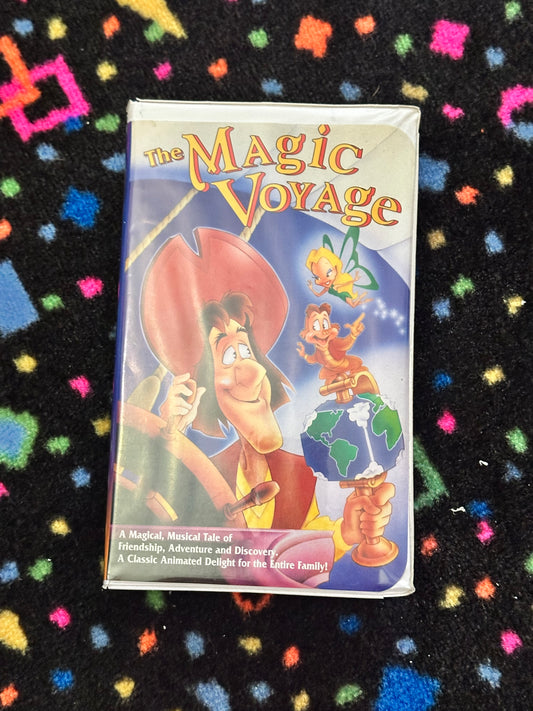 The Magic
Voyage
A Magical, Musical Tale of
Friendship, Adventure and Discovery.
A Classic Animated Delight for the Entire Family!